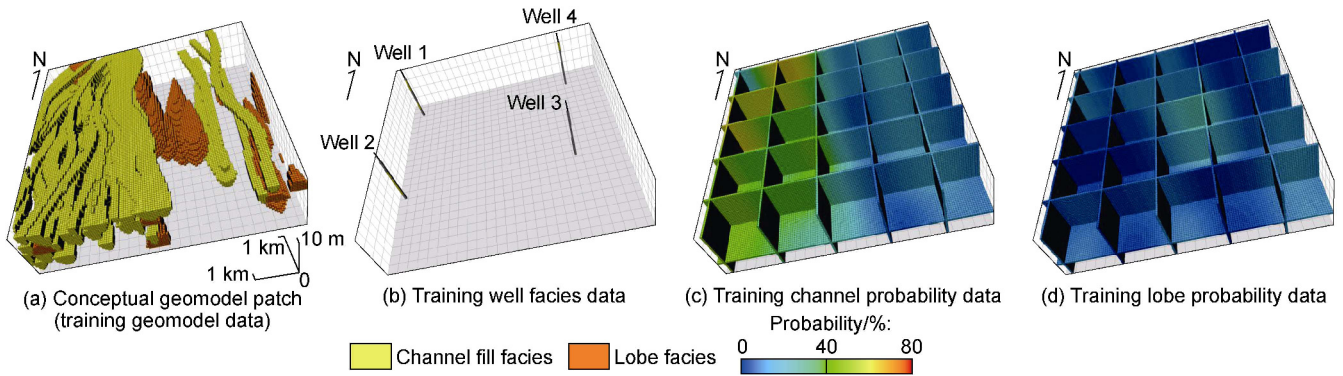 N
1 km
1 km
10 m
0
(a) Conceptual geomodel patch
(training geomodel data)
N
Well 1
Well 2
Well 3
Well 4
(b) Training well facies data
N
(c) Training channel probability data
N
(d) Training lobe probability data
Channel fill facies
Lobe facies
Probability/%:
0
40
80